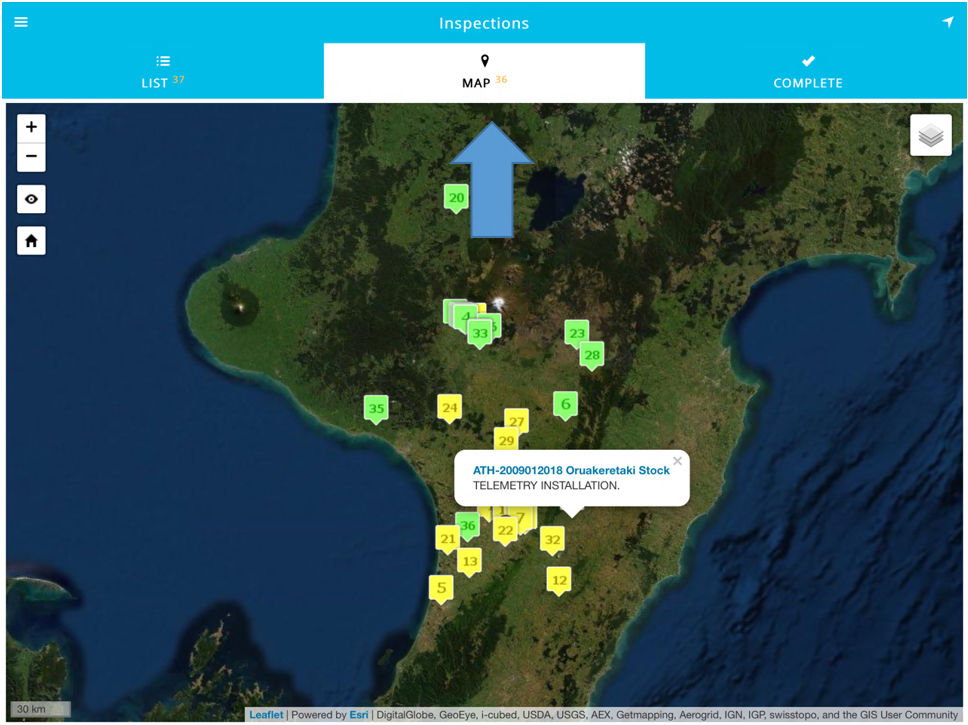 Inspections
LIST 37
MAP 36
COMPLETE
+
−
20
4
33
23
28
35
24
6
27
29
ATH-2009012018 Oruakeretaki Stock ×
TELEMETRY INSTALLATION.
7
36
22
21
32
13
12
5
30 km
Leaflet | Powered by Esri | DigitalGlobe, GeoEye, i-cubed, USDA, USGS, AEX, Getmapping, Aerogrid, IGN, IGP, swisstopo, and the GIS User Community